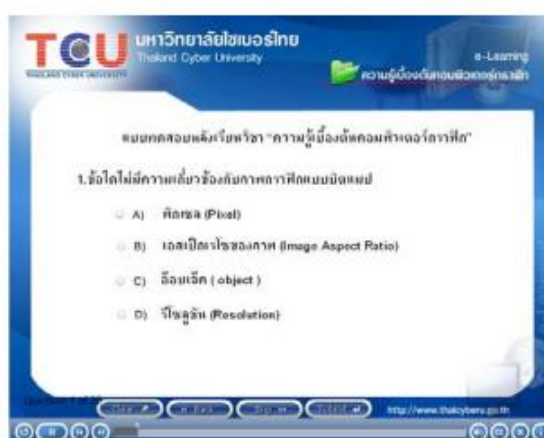 TCU มหาวิทยาลัยไซเบอร์ไทย
Thailand Cyber University
THAILAND CYBER UNIVERSITY
e-Learning
ความรู้เบื้องต้นคอมพิวเตอร์กราฟิก
แบบทดสอบหลังเรียนวิชา "ความรู้เบื้องต้นคอมพิวเตอร์กราฟิก"
1.ข้อใดไม่มีความเกี่ยวข้องกับภาพกราฟิกแบบบิตแมป
A) พิกเซล (Pixel)
B) เอสเป็กเรโชของภาพ (Image Aspect Ratio)
C) อ็อบเจ็ค ( object )
D) รีโซลูชัน (Resolution)
http://www.thaicyberu.go.th